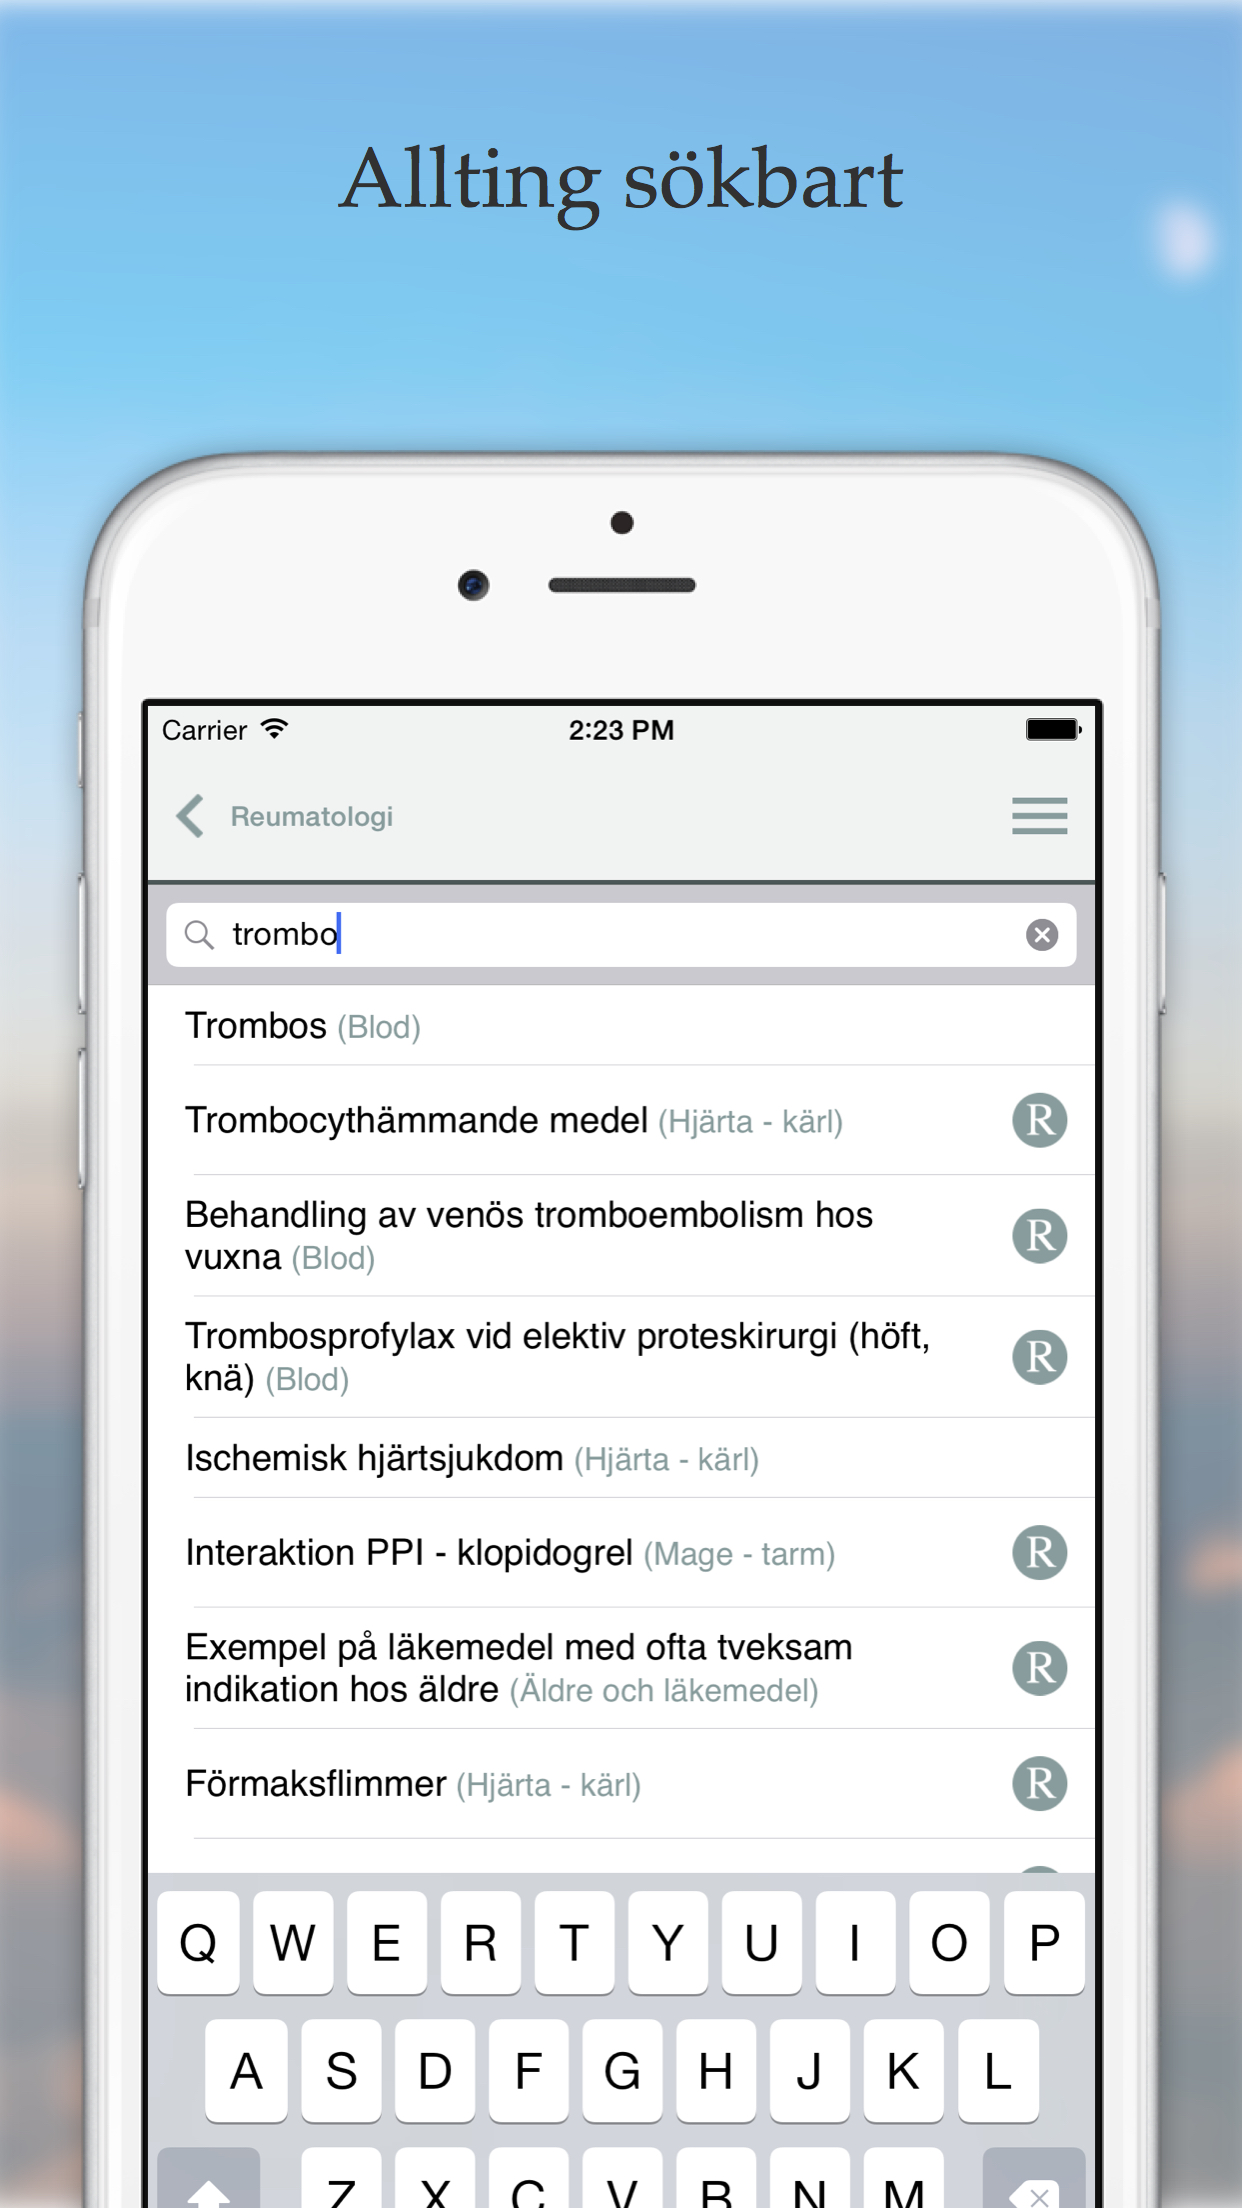 Allting sökbart
Carrier 2:23 PM
Reumatologi
trombo
Trombos (Blod)
Trombocythämmande medel (Hjärta - kärl)
R
Behandling av venös tromboembolism hos
vuxna (Blod)
R
Trombosprofylax vid elektiv proteskirurgi (höft,
knä) (Blod)
R
Ischemisk hjärtsjukdom (Hjärta - kärl)
Interaktion PPI - klopidogrel (Mage - tarm)
R
Exempel på läkemedel med ofta tveksam
indikation hos äldre (Äldre och läkemedel)
R
Förmaksflimmer (Hjärta - kärl)
R
Q W E R T Y U I O P
A S D F G H J K L
Z X C V B N M